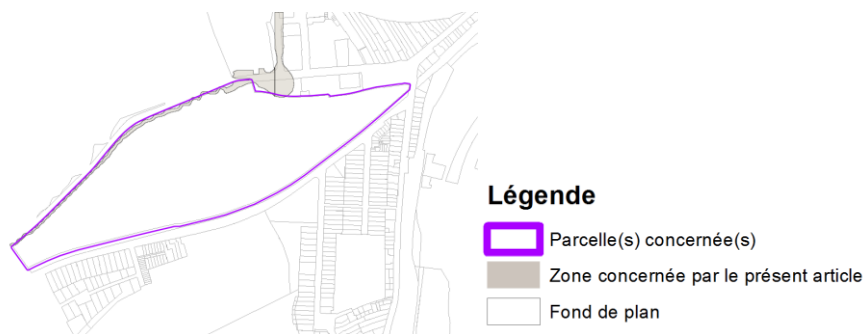 Légende
Parcelle(s) concernée(s)
Zone concernée par le présent article
Fond de plan